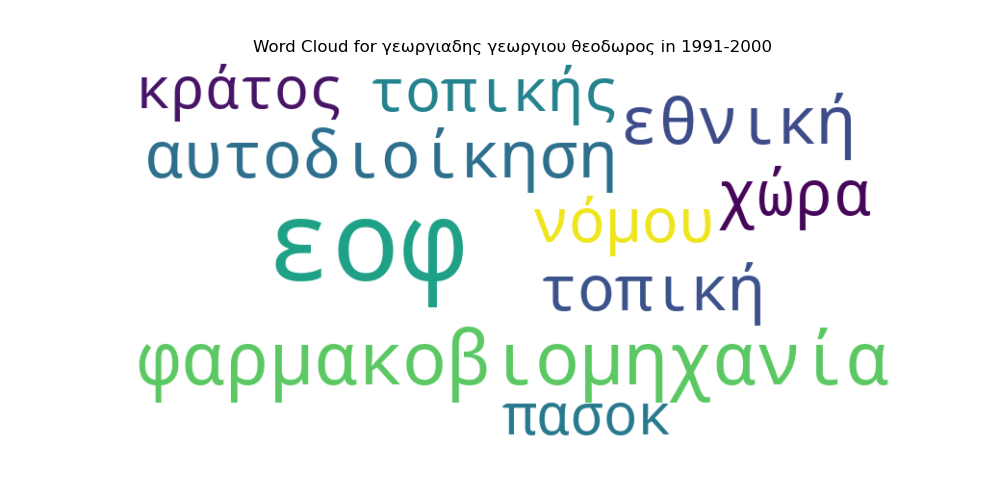 Word Cloud for γεωργιαδης γεωργιου θεοδωρος in 1991-2000
κράτος τοπικής
εθνική
αυτοδιοίκηση
χώρα
νόμου
εοφ
τοπική
φαρμακοβιομηχανία
πασοκ